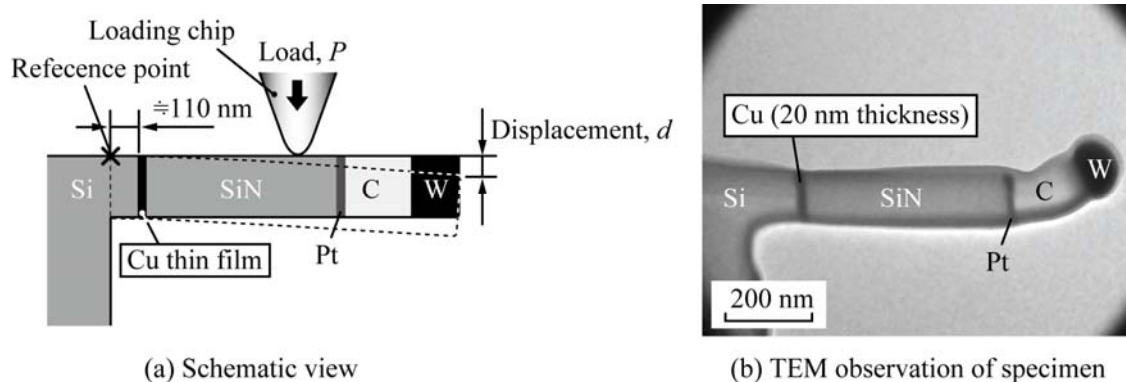 Loading chip
Load, P
Refecence point
≒110 nm
Displacement, d
Si
SiN
C
W
Pt
Cu thin film
(a) Schematic view
Cu (20 nm thickness)
W
Si
SiN
C
Pt
200 nm
(b) TEM observation of specimen